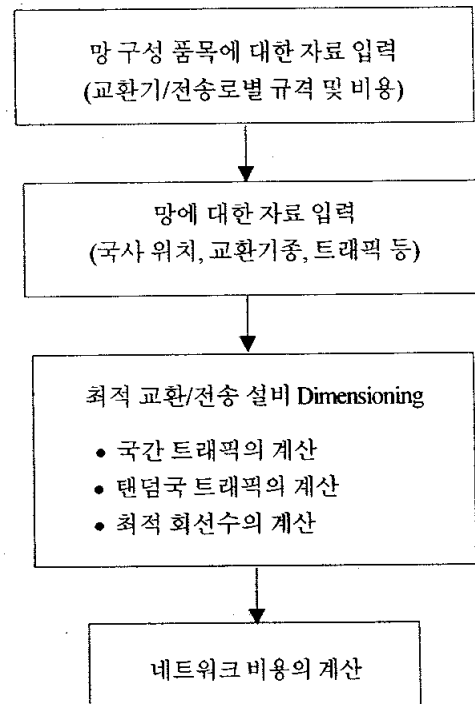 망 구성 품목에 대한 자료 입력
(교환기/전송로별 규격 및 비용)
망에 대한 자료 입력
(국사 위치, 교환기종, 트래픽 등)
최적 교환/전송 설비 Dimensioning
• 국간 트래픽의 계산
• 탠덤국 트래픽의 계산
• 최적 회선수의 계산
네트워크 비용의 계산